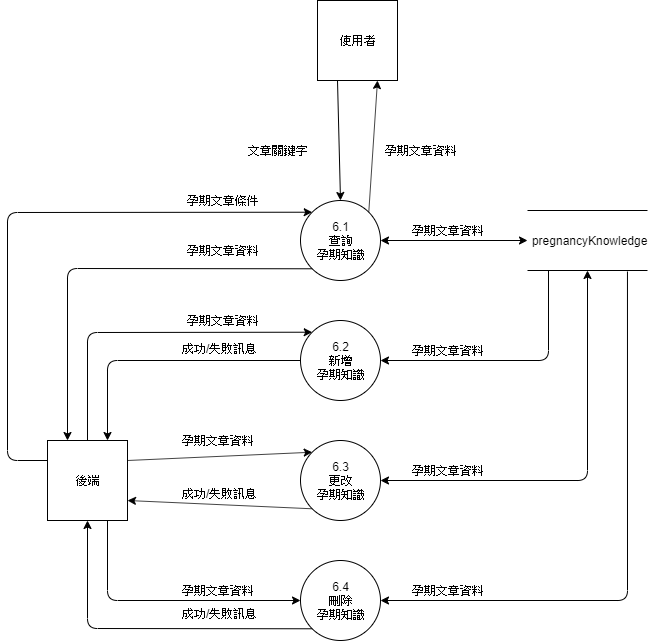 使用者
文章關鍵字
孕期文章資料
孕期文章條件
6.1
查詢
孕期知識
孕期文章資料
pregnancyKnowledge
孕期文章資料
孕期文章資料
6.2
新增
孕期知識
成功/失敗訊息
孕期文章資料
孕期文章資料
6.3
更改
孕期知識
孕期文章資料
後端
成功/失敗訊息
孕期文章資料
6.4
刪除
孕期知識
孕期文章資料
成功/失敗訊息